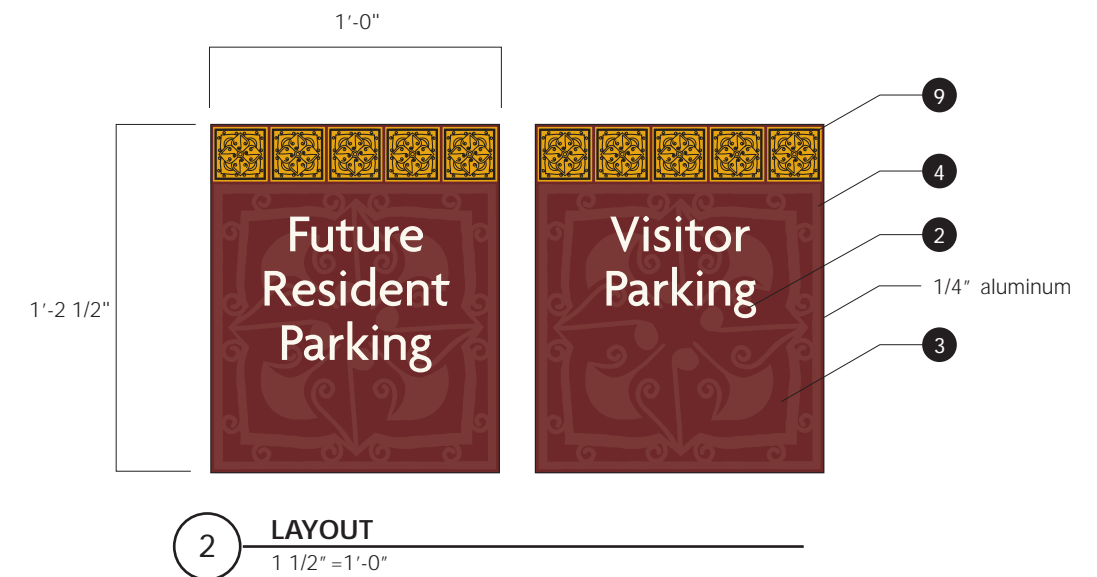 1'-0"
1'-2 1/2"
Future
Resident
Parking
Visitor
Parking
9
4
2
1/4" aluminum
3
2
LAYOUT
1 1/2" =1'-0"